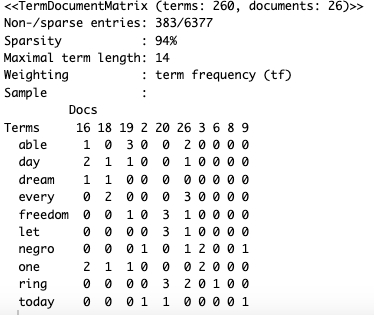 <<TermDocumentMatrix (terms: 260, documents: 26)>>
Non-/sparse entries: 383/6377
Sparsity           : 94%
Maximal term length: 14
Weighting          : term frequency (tf)
Sample             :
         Docs
Terms     16 18 19 2 20 26 3 6 8 9
  able     1  0  3 0  0  2 0 0 0 0
  day      2  1  1 0  0  1 0 0 0 0
  dream    1  1  0 0  0  0 0 0 0 0
  every    0  2  0 0  0  3 0 0 0 0
  freedom  0  0  1 0  3  1 0 0 0 0
  let      0  0  0 0  3  1 0 0 0 0
  negro    0  0  0 1  0  1 2 0 0 1
  one      2  1  1 0  0  0 2 0 0 0
  ring     0  0  0 0  3  2 0 1 0 0
  today    0  0  0 1  1  0 0 0 0 1